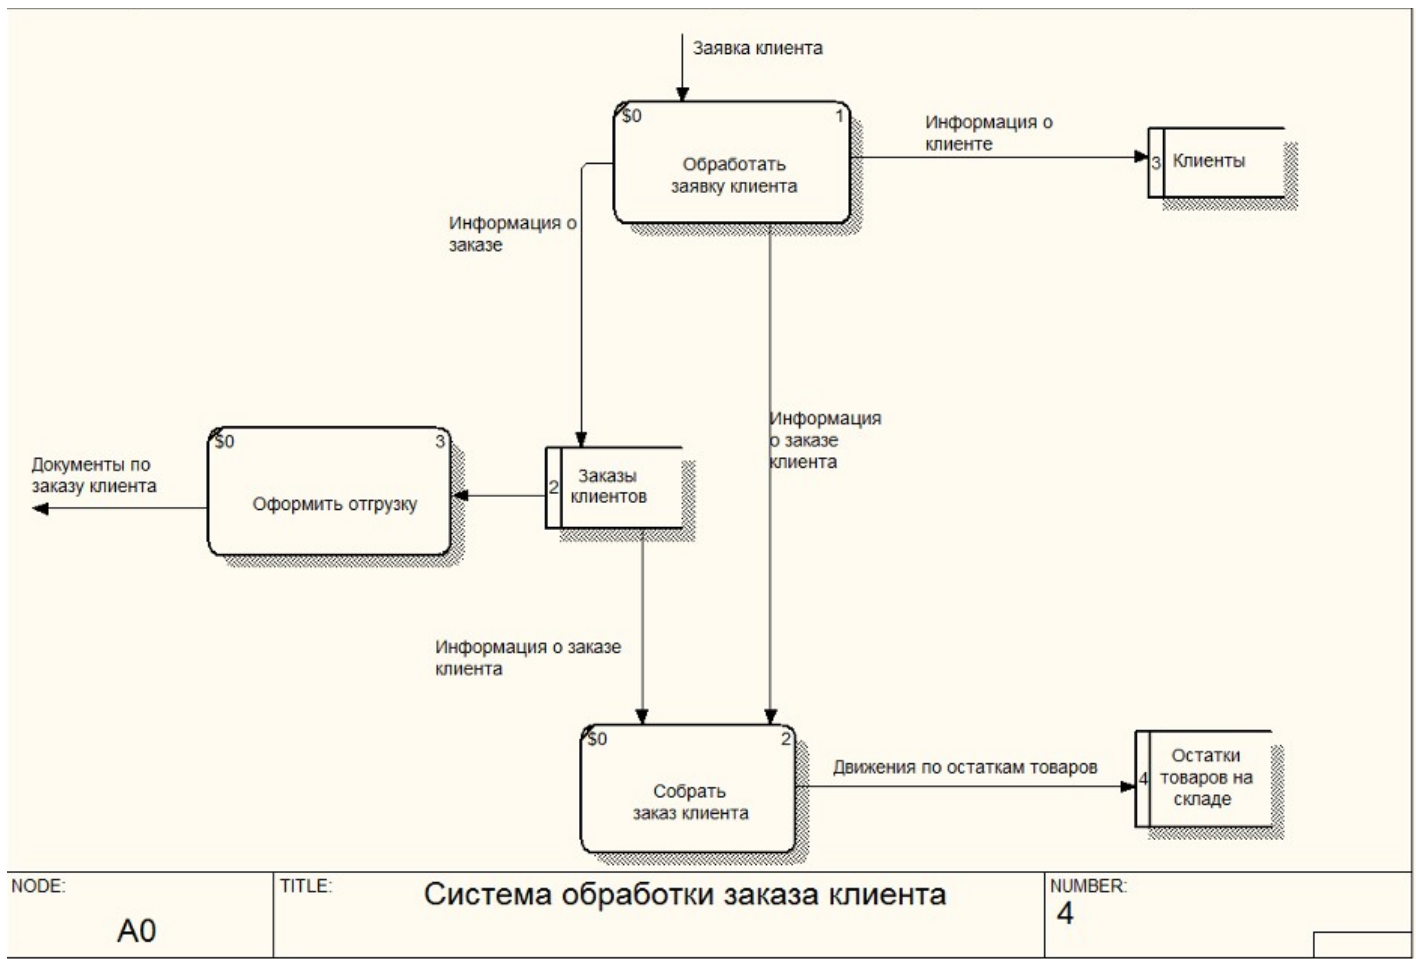 Заявка клиента
$0
1
Обработать
заявку клиента
Информация о
клиенте
3
Клиенты
Информация о
заказе
Информация
о заказе
клиента
$0
3
Оформить отгрузку
Документы по
заказу клиента
2
Заказы
клиентов
Информация о заказе
клиента
$0
2
Собрать
заказ клиента
Движения по остаткам товаров
4
Остатки
товаров на
складе
NODE:
A0
TITLE:
Система обработки заказа клиента
NUMBER:
4